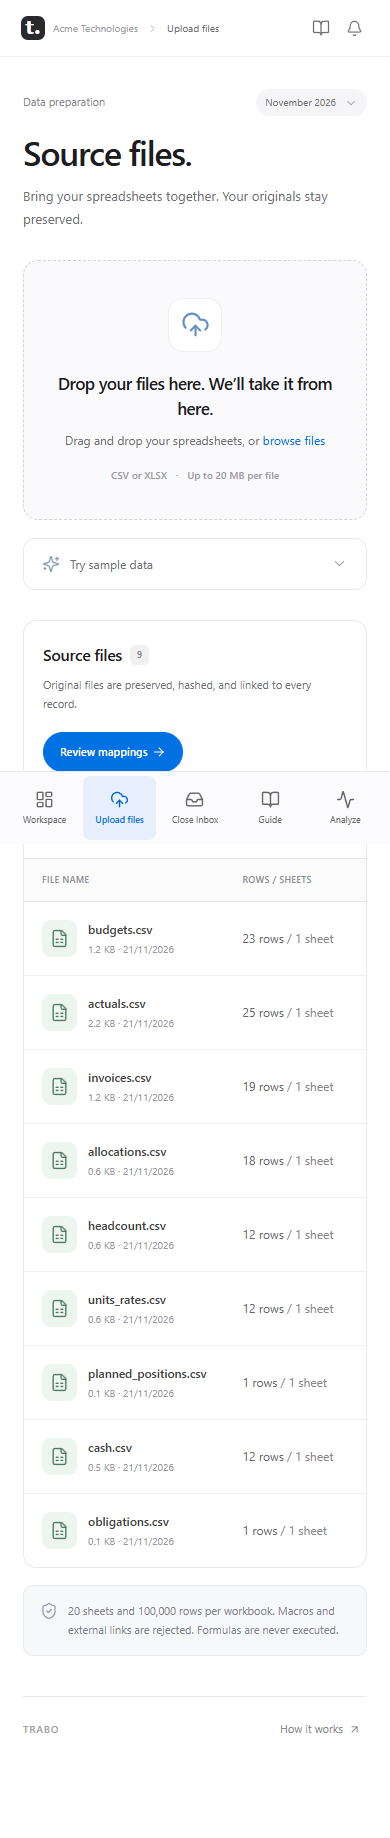 t.
Acme Technologies
Upload files
Data preparation
November 2026
Source files.
Bring your spreadsheets together. Your originals stay
preserved.
Drop your files here. We’ll take it from
here.
Drag and drop your spreadsheets, or browse files
CSV or XLSX · Up to 20 MB per file
Try sample data
Source files 9
Original files are preserved, hashed, and linked to every
record.
Review mappings
Workspace
Upload files
Close Inbox
Guide
Analyze
FILE NAME
ROWS / SHEETS
budgets.csv
1.2 KB · 21/11/2026
23 rows / 1 sheet
actuals.csv
2.2 KB · 21/11/2026
25 rows / 1 sheet
invoices.csv
1.2 KB · 21/11/2026
19 rows / 1 sheet
allocations.csv
0.6 KB · 21/11/2026
18 rows / 1 sheet
headcount.csv
0.6 KB · 21/11/2026
12 rows / 1 sheet
units_rates.csv
0.6 KB · 21/11/2026
12 rows / 1 sheet
planned_positions.csv
0.1 KB · 21/11/2026
1 rows / 1 sheet
cash.csv
0.5 KB · 21/11/2026
12 rows / 1 sheet
obligations.csv
0.1 KB · 21/11/2026
1 rows / 1 sheet
20 sheets and 100,000 rows per workbook. Macros and
external links are rejected. Formulas are never executed.
TRABO
How it works